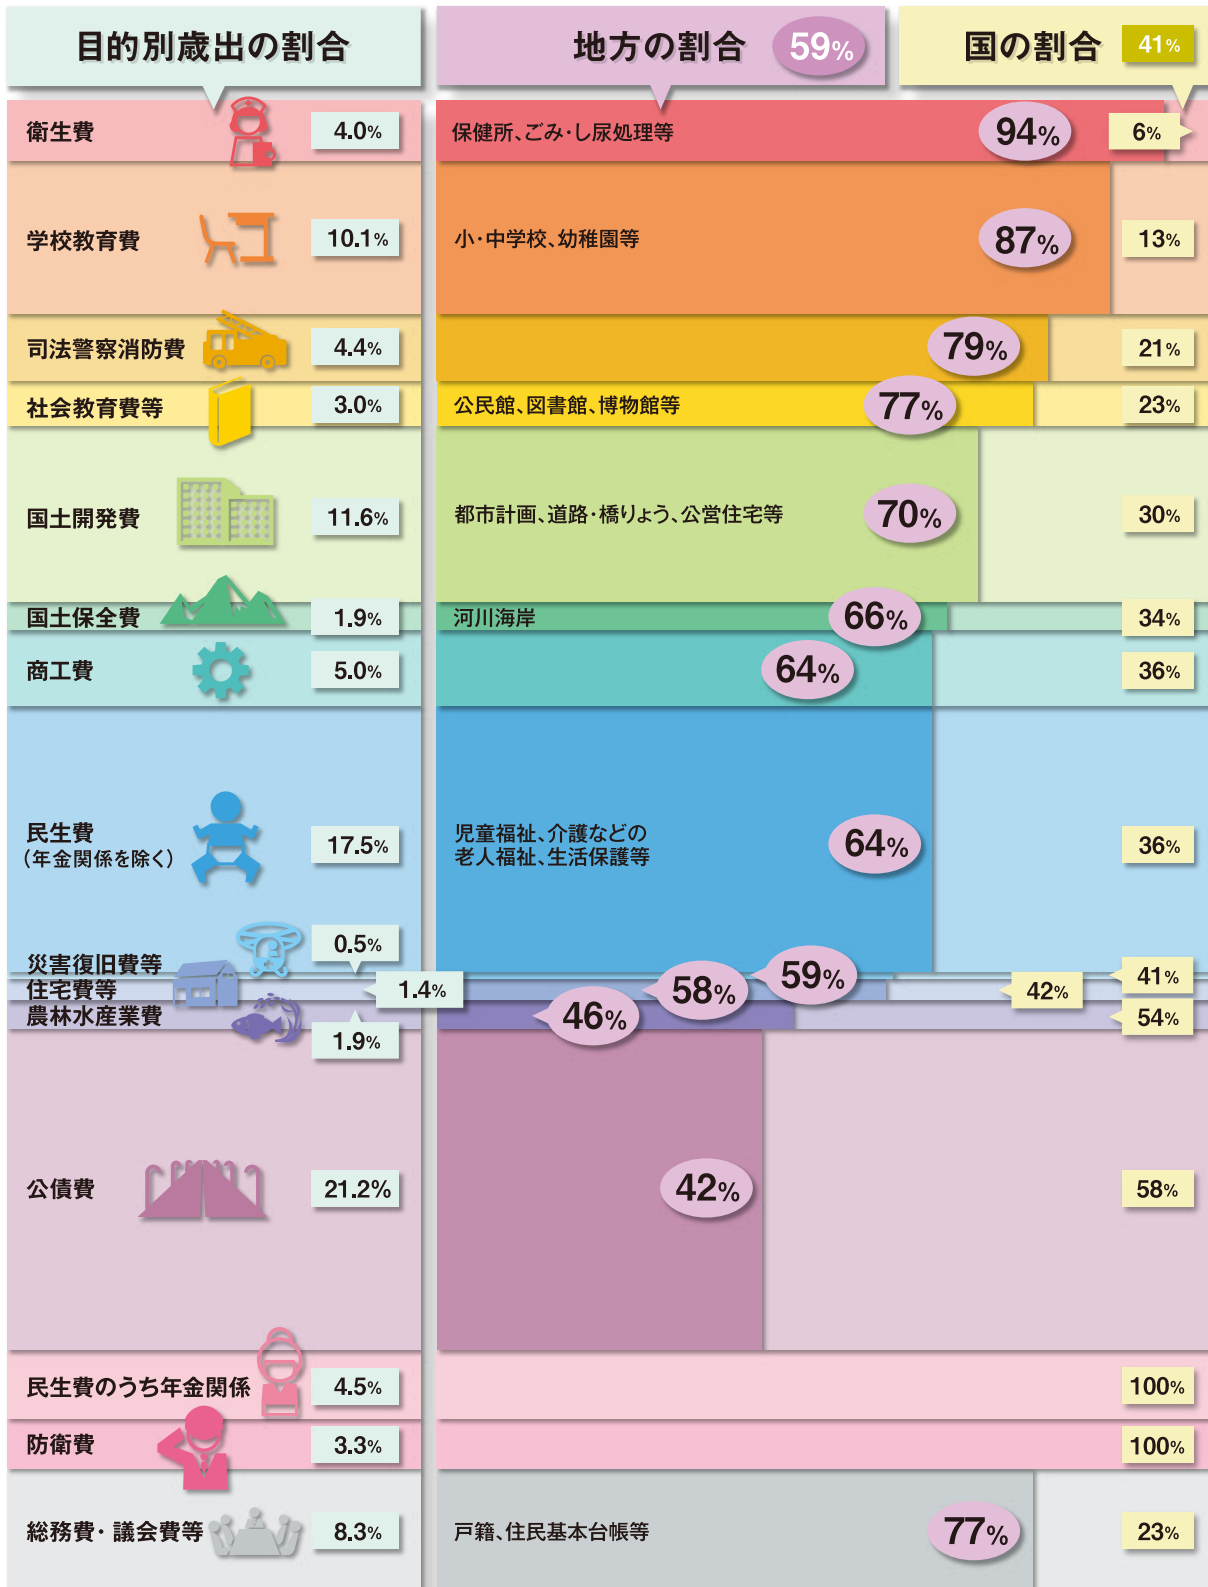 目的別歳出の割合
地方の割合 59%
国の割合 41%
衛生費 4.0% 保健所、ごみ・し尿処理等 94% 6%
学校教育費 10.1% 小・中学校、幼稚園等 87% 13%
司法警察消防費 4.4% 79% 21%
社会教育費等 3.0% 公民館、図書館、博物館等 77% 23%
国土開発費 11.6% 都市計画、道路・橋りょう、公営住宅等 70% 30%
国土保全費 1.9% 河川海岸 66% 34%
商工費 5.0% 64% 36%
民生費
(年金関係を除く) 17.5% 児童福祉、介護などの
老人福祉、生活保護等 64% 36%
災害復旧費等 0.5% 59% 41%
住宅費等 1.4% 58% 42%
農林水産業費 1.9% 46% 54%
公債費 21.2% 42% 58%
民生費のうち年金関係 4.5% 100%
防衛費 3.3% 100%
総務費・議会費等 8.3% 戸籍、住民基本台帳等 77% 23%